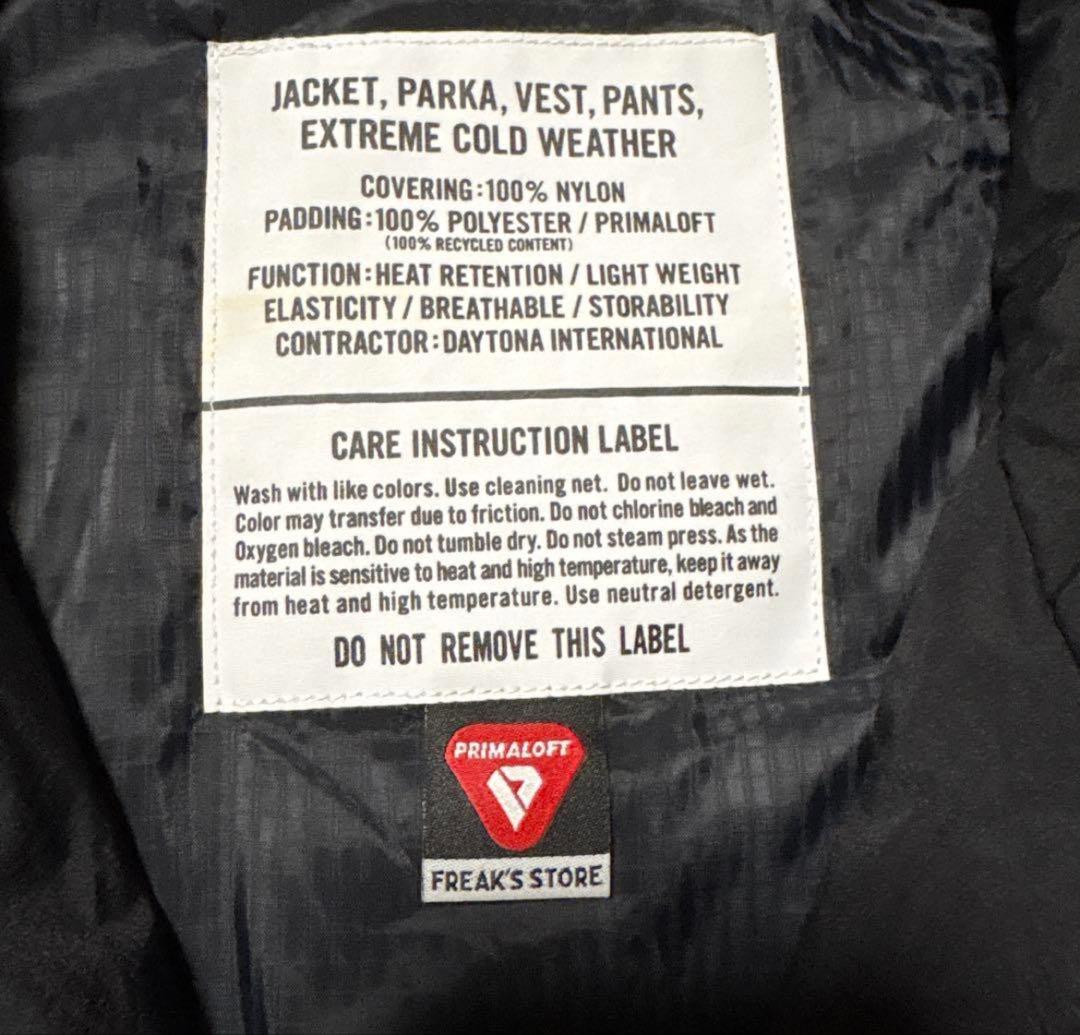 JACKET, PARKA, VEST, PANTS,
EXTREME COLD WEATHER
COVERING:100% NYLON
PADDING:100% POLYESTER / PRIMALOFT
(100% RECYCLED CONTENT)
FUNCTION:HEAT RETENTION / LIGHT WEIGHT
ELASTICITY / BREATHABLE / STORABILITY
CONTRACTOR:DAYTONA INTERNATIONAL
CARE INSTRUCTION LABEL
Wash with like colors. Use cleaning net. Do not leave wet.
Color may transfer due to friction. Do not chlorine bleach and
Oxygen bleach. Do not tumble dry. Do not steam press. As the
material is sensitive to heat and high temperature, keep it away
from heat and high temperature. Use neutral detergent.
DO NOT REMOVE THIS LABEL
PRIMALOFT
FREAK'S STORE